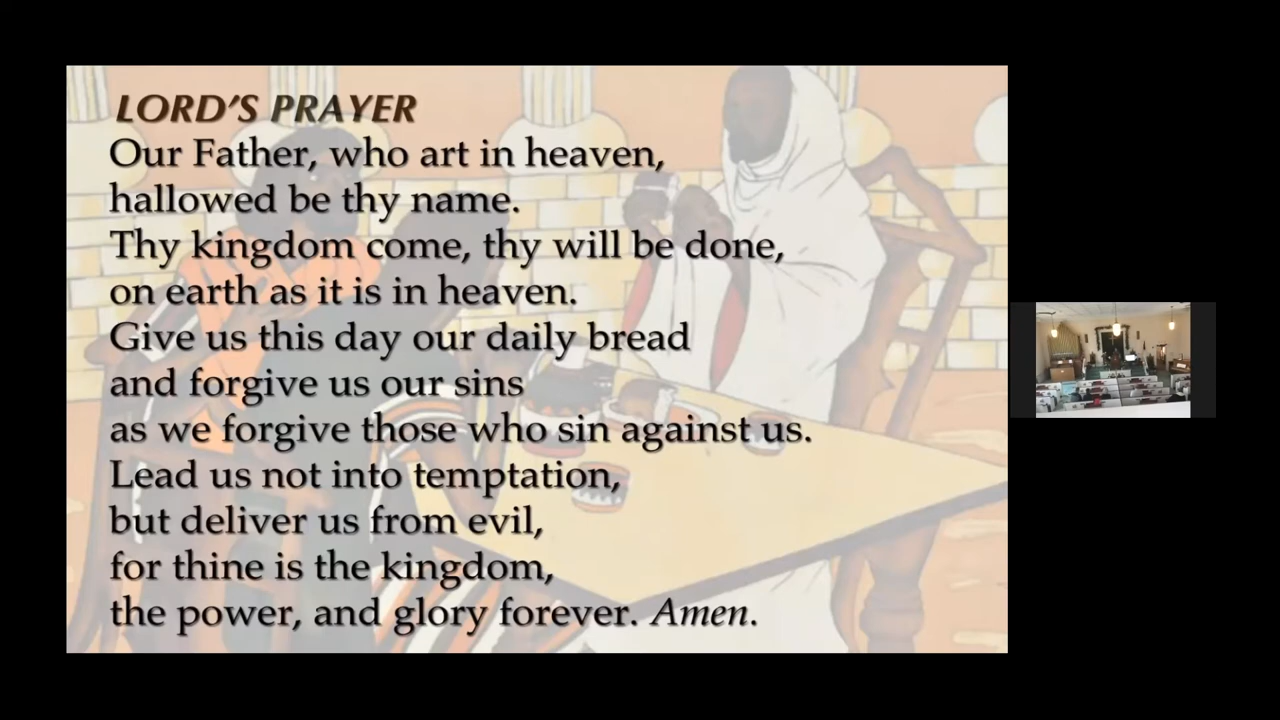 LORD'S PRAYER
Our Father, who art in heaven,
hallowed be thy name.
Thy kingdom come, thy will be done,
on earth as it is in heaven.
Give us this day our daily bread
and forgive us our sins
as we forgive those who sin against us.
Lead us not into temptation,
but deliver us from evil,
for thine is the kingdom,
the power, and glory forever. Amen.